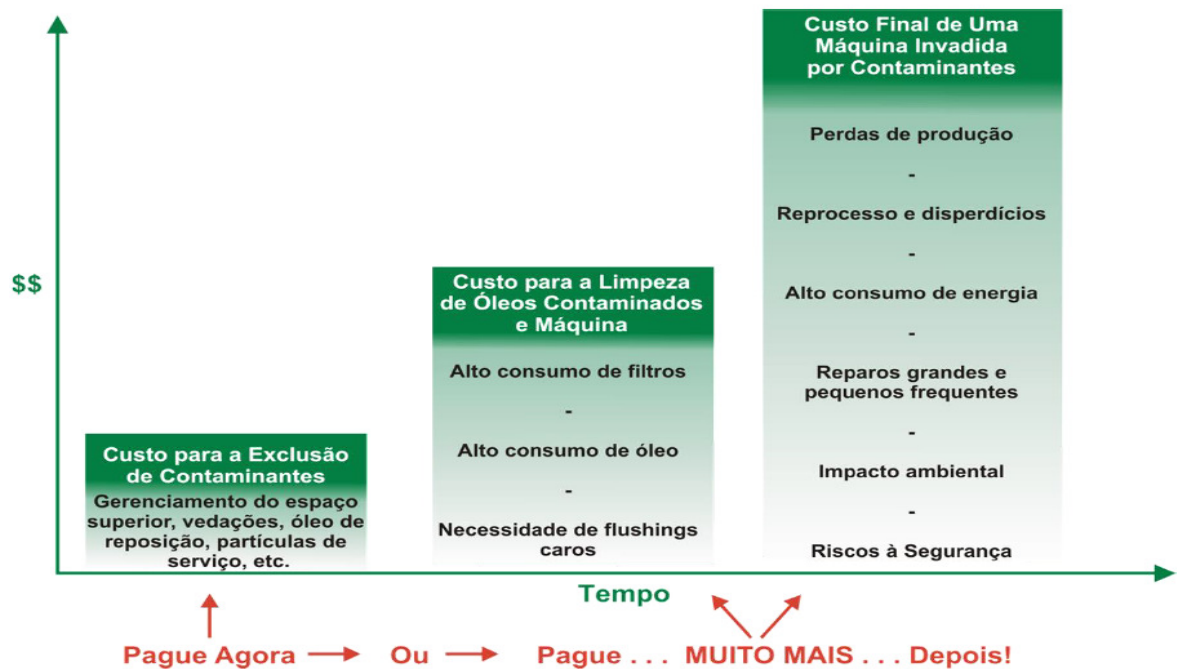 $$
Custo para a Exclusão
de Contaminantes
Gerenciamento do espaço
superior, vedações, óleo de
reposição, partículas de
serviço, etc.
Custo para a Limpeza
de Óleos Contaminados
e Máquina
Alto consumo de filtros
-
Alto consumo de óleo
-
Necessidade de flushings
caros
Custo Final de Uma
Máquina Invadida
por Contaminantes
Perdas de produção
-
Reprocesso e disperdícios
-
Alto consumo de energia
-
Reparos grandes e
pequenos frequentes
-
Impacto ambiental
-
Riscos à Segurança
Tempo
Pague Agora Ou Pague . . . MUITO MAIS . . . Depois!